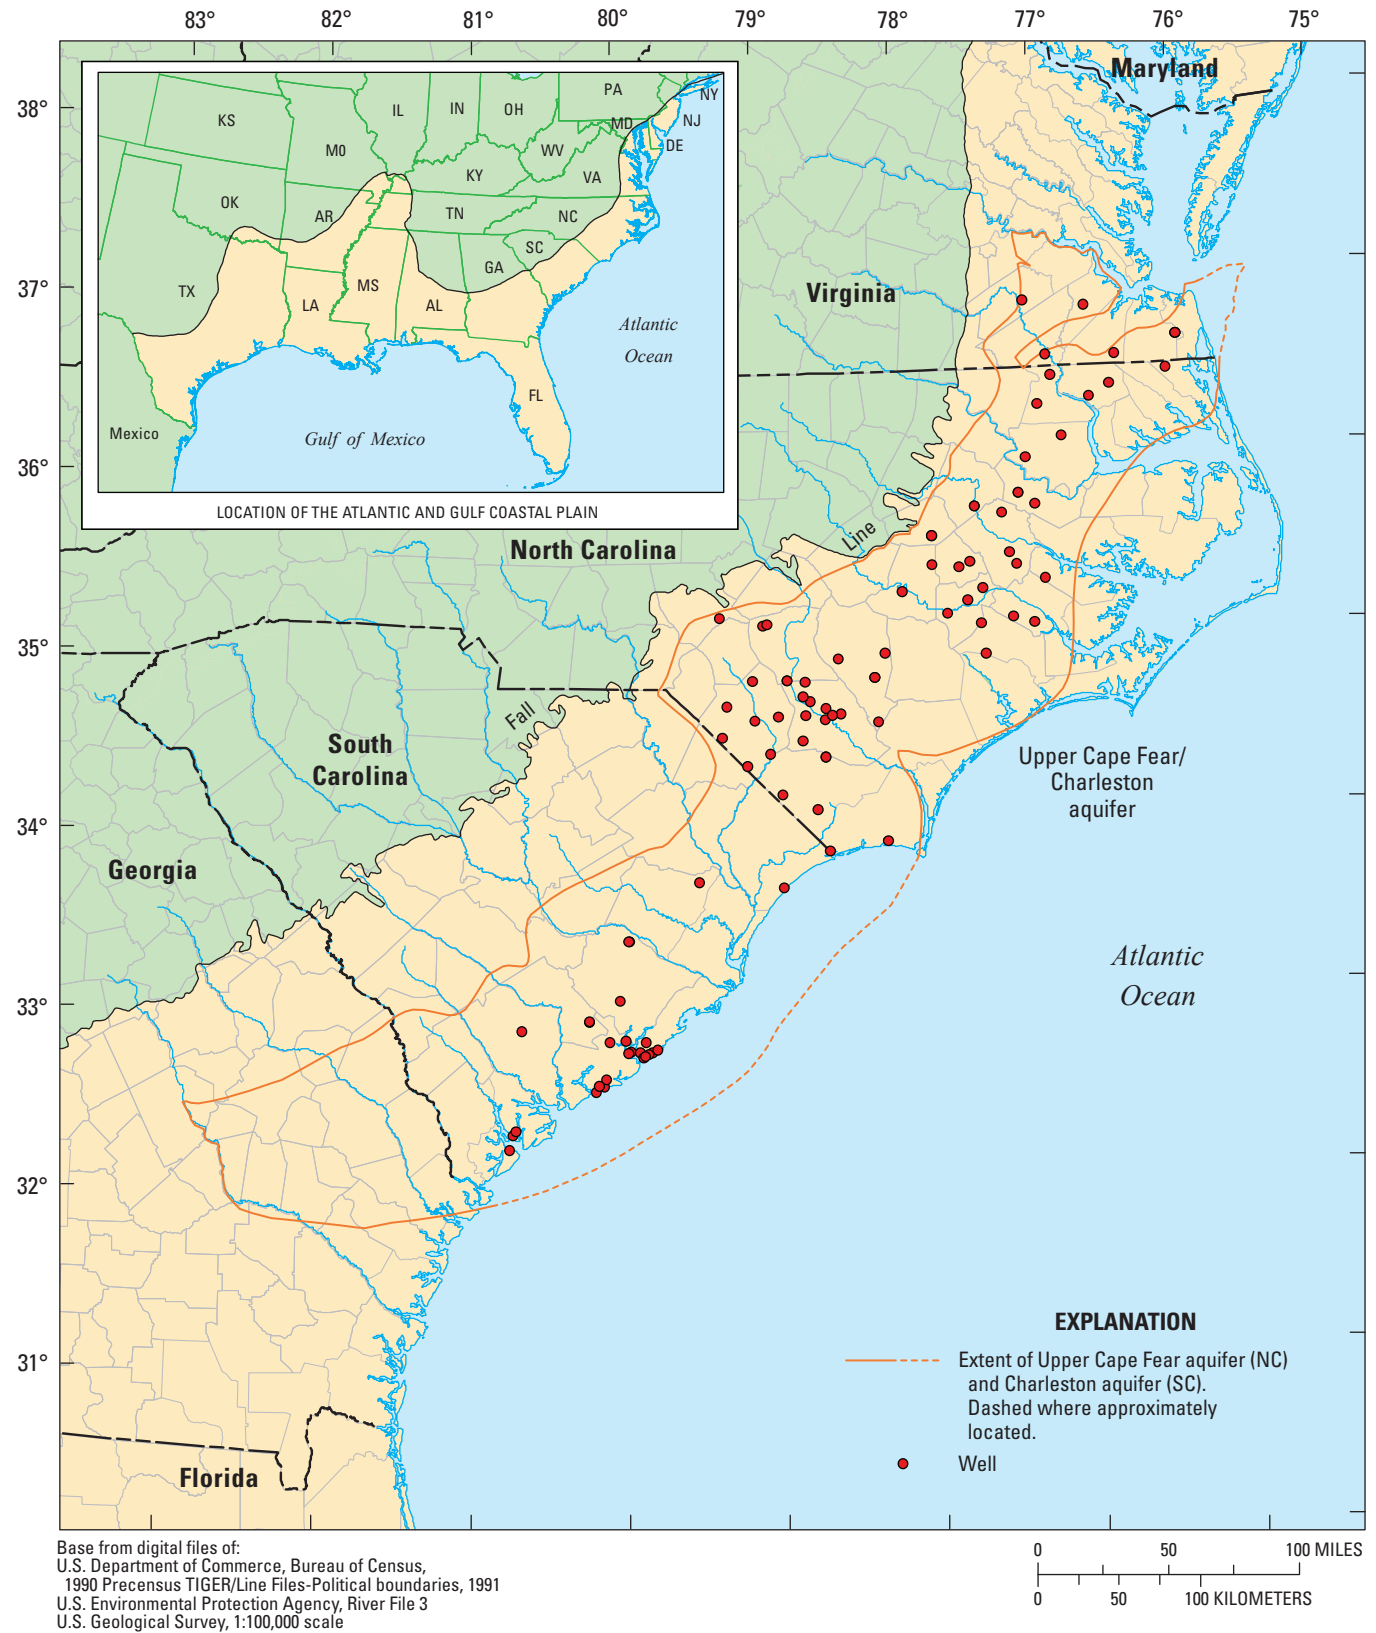 83° 82° 81° 80° 79° 78° 77° 76° 75°
38°
37°
36°
35°
34°
33°
32°
31°
KS
MO
IL
IN
OH
PA
NY
NJ
MD
DE
WV
VA
KY
OK
AR
TN
NC
SC
GA
TX
LA
MS
AL
FL
Mexico
Atlantic
Ocean
Gulf of Mexico
LOCATION OF THE ATLANTIC AND GULF COASTAL PLAIN
Maryland
Virginia
North Carolina
Line
Fall
South
Carolina
Georgia
Florida
Upper Cape Fear/
Charleston
aquifer
Atlantic
Ocean
EXPLANATION
Extent of Upper Cape Fear aquifer (NC)
and Charleston aquifer (SC).
Dashed where approximately
located.
Well
0 50 100 MILES
0 50 100 KILOMETERS
Base from digital files of:
U.S. Department of Commerce, Bureau of Census,
1990 Precensus TIGER/Line Files-Political boundaries, 1991
U.S. Environmental Protection Agency, River File 3
U.S. Geological Survey, 1:100,000 scale